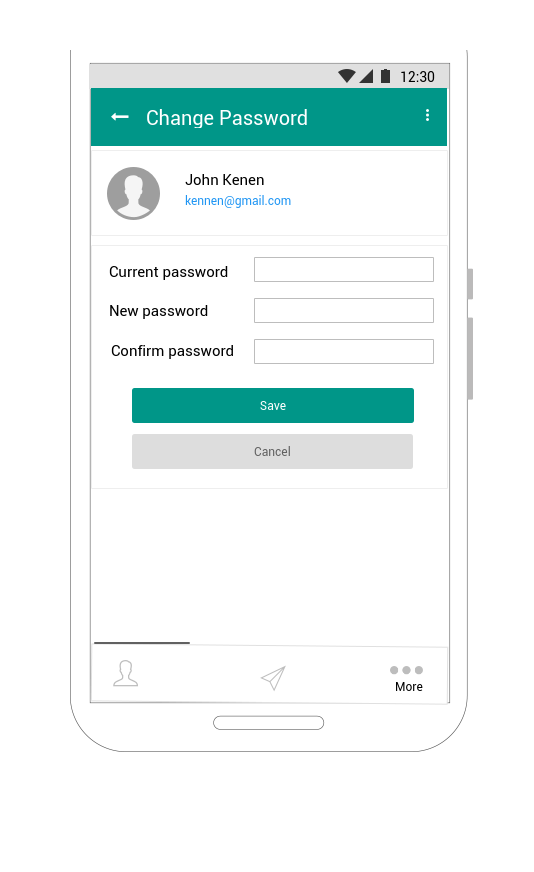 12:30
Change Password
John Kenen
kennen@gmail.com
Current password
New password
Confirm password
Save
Cancel
More